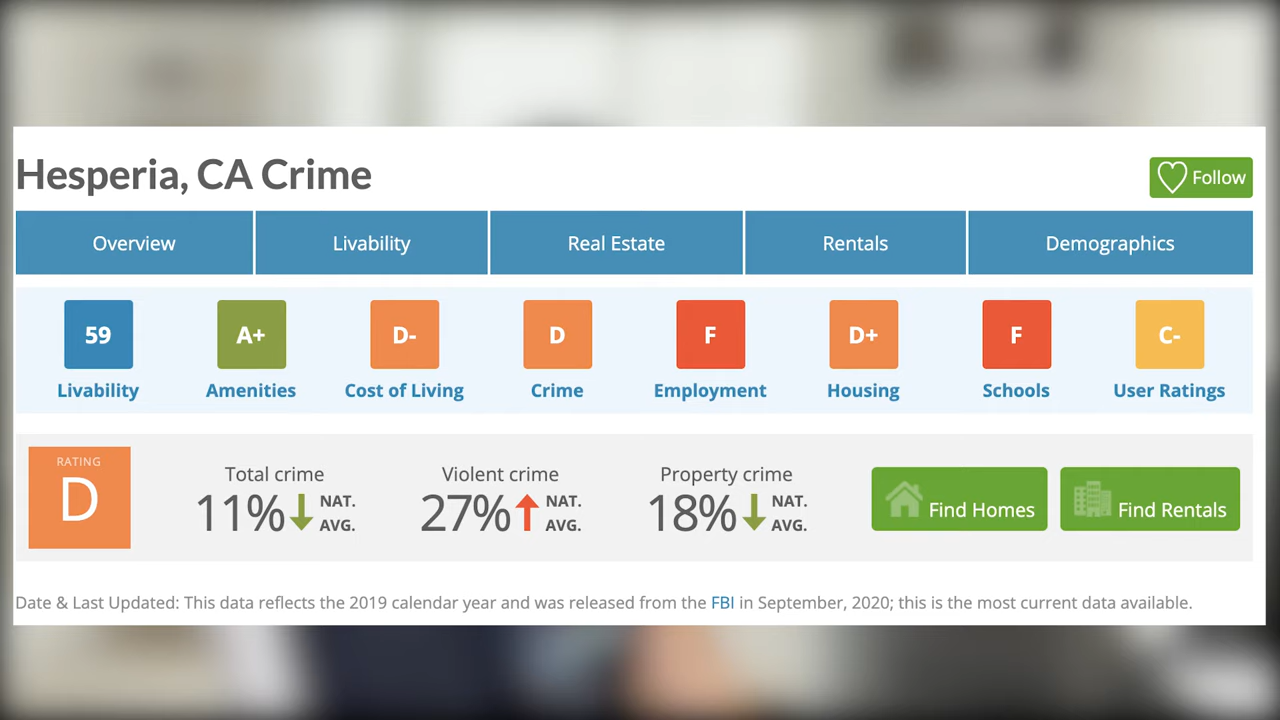 Hesperia, CA Crime
Follow
Overview Livability Real Estate Rentals Demographics
59 A+ D- D F D+ F C-
Livability Amenities Cost of Living Crime Employment Housing Schools User Ratings
RATING
D
Total crime
11% NAT. AVG.
Violent crime
27% NAT. AVG.
Property crime
18% NAT. AVG.
Find Homes
Find Rentals
Date & Last Updated: This data reflects the 2019 calendar year and was released from the FBI in September, 2020; this is the most current data available.